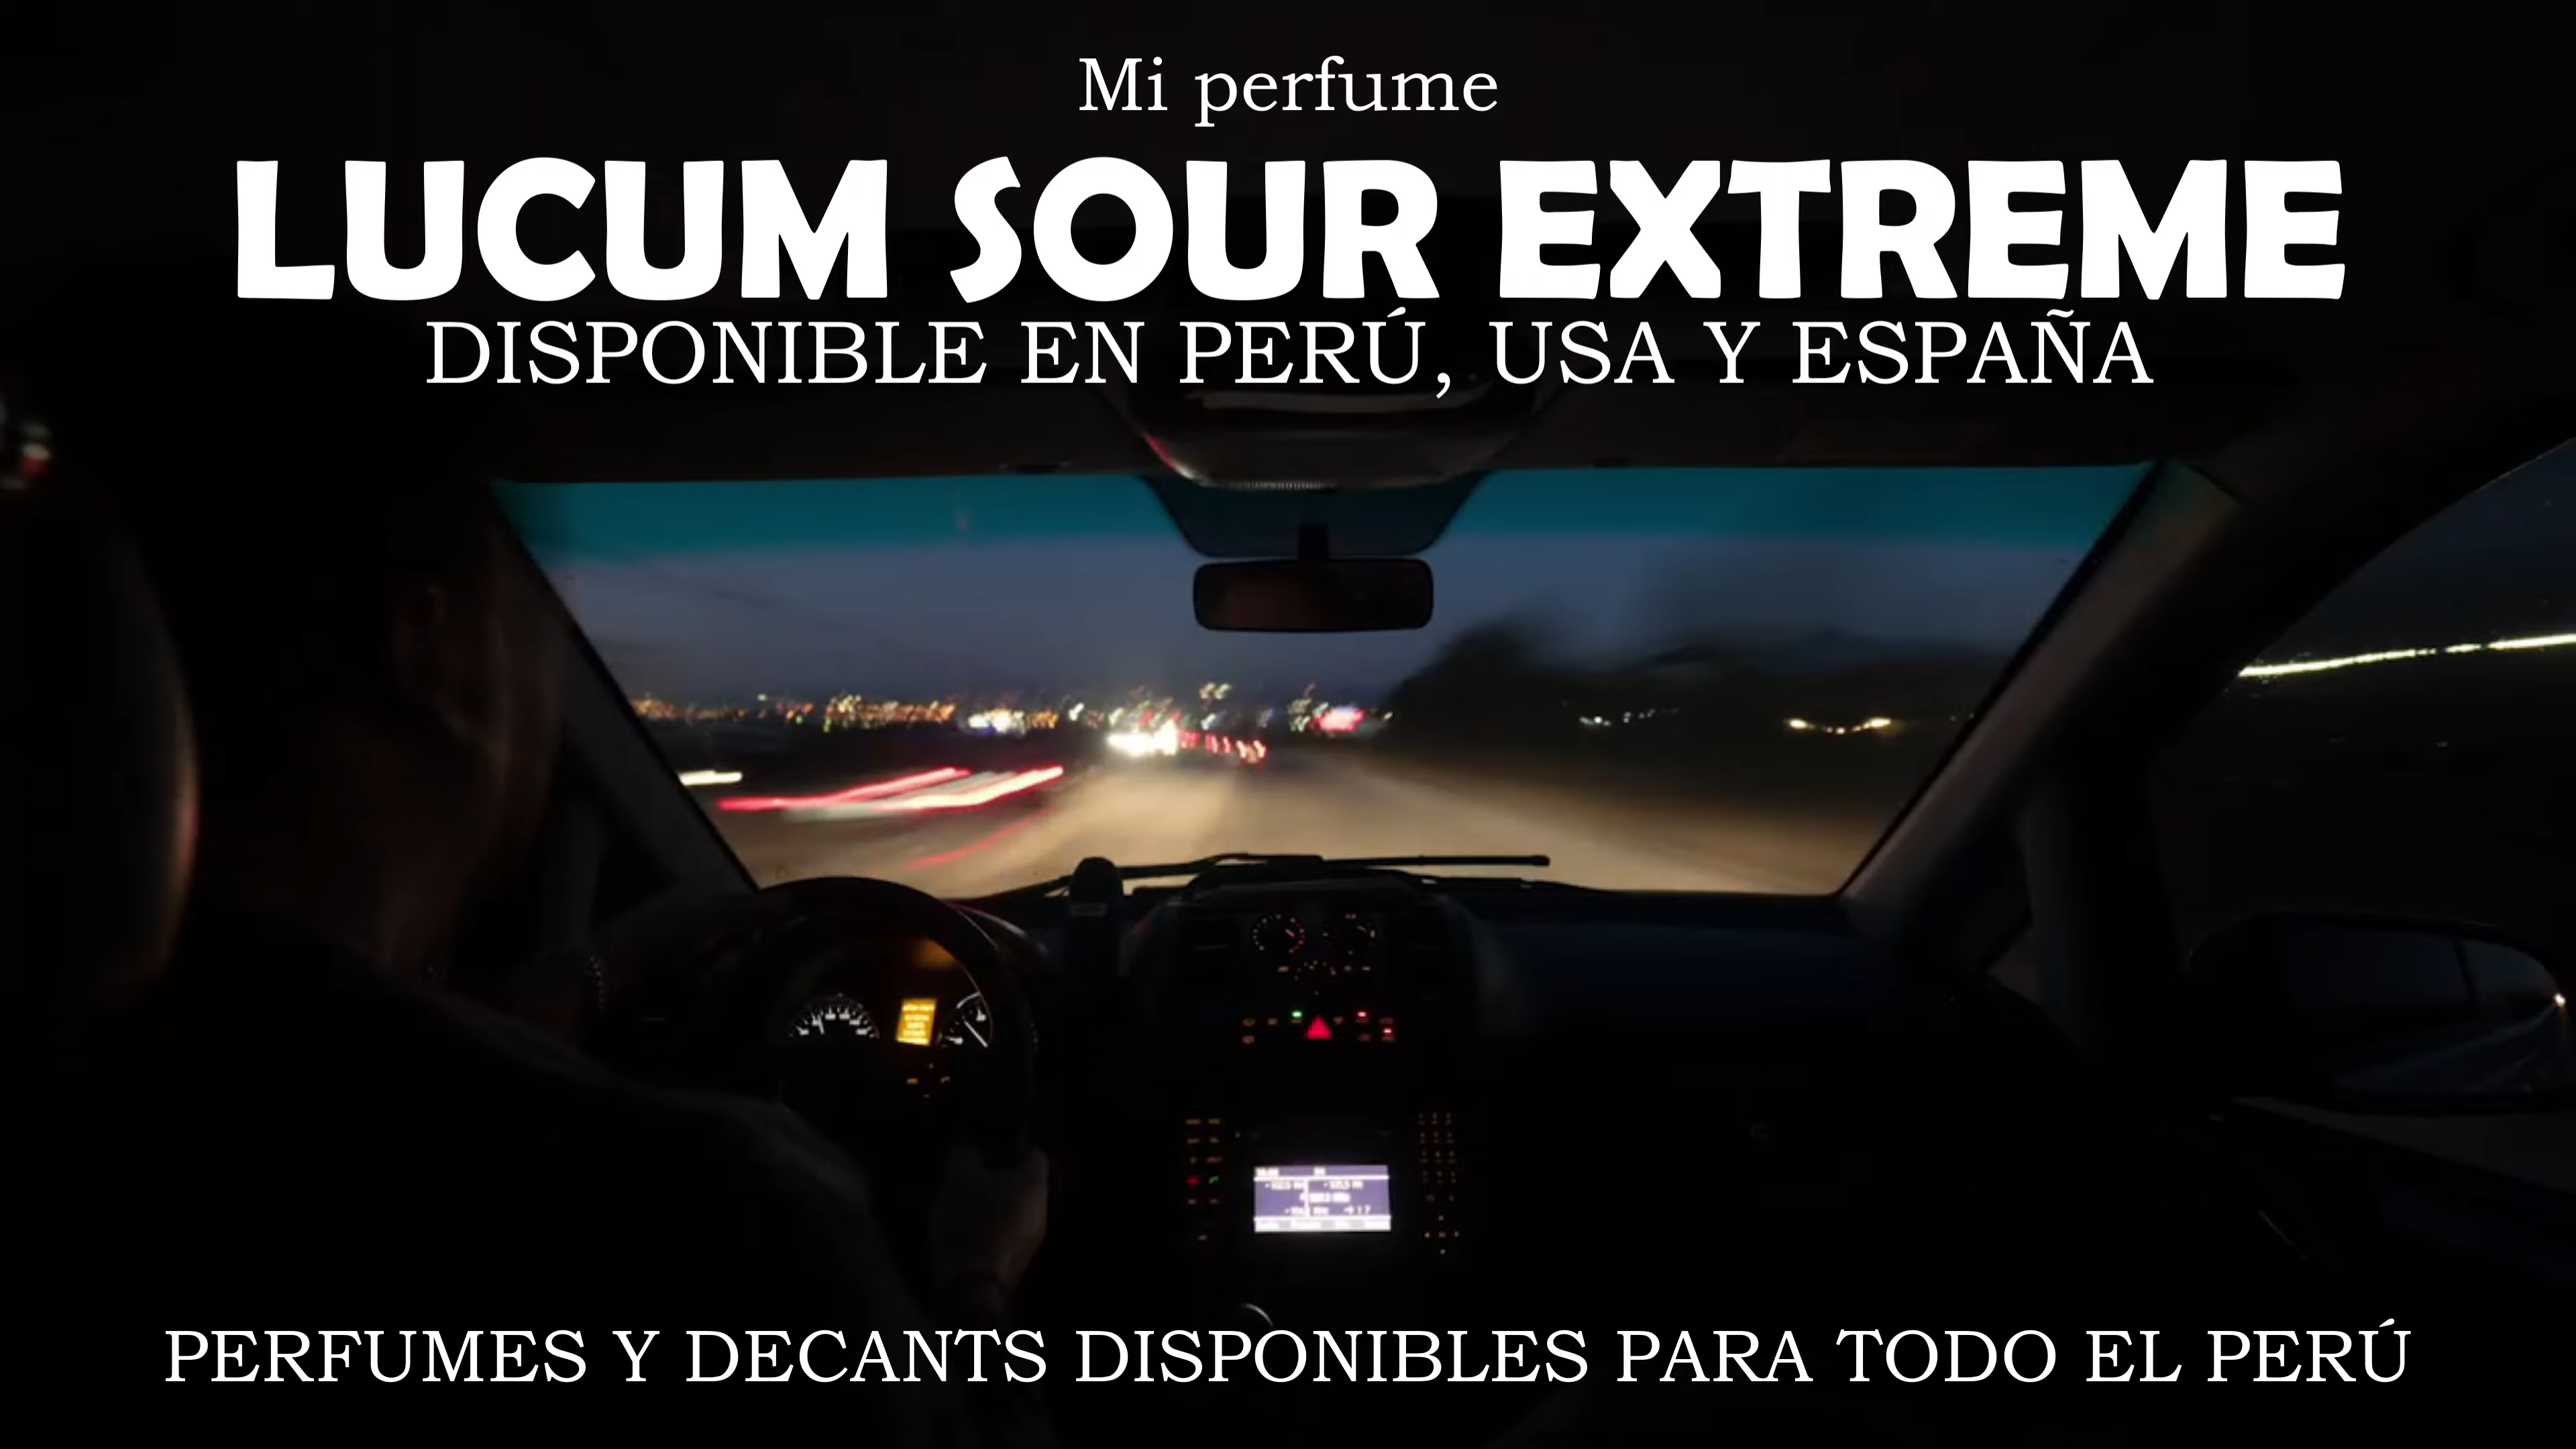 Mi perfume
LUCUM SOUR EXTREME
DISPONIBLE EN PERÚ, USA Y ESPAÑA
PERFUMES Y DECANTS DISPONIBLES PARA TODO EL PERÚ